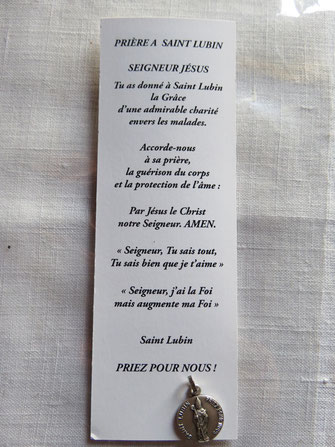 PRIÈRE A SAINT LUBIN
SEIGNEUR JÉSUS
Tu as donné à Saint Lubin
la Grâce
d'une admirable charité
envers les malades.
Accorde-nous
à sa prière,
la guérison du corps
et la protection de l'âme :
Par Jésus le Christ
notre Seigneur. AMEN.
« Seigneur, Tu sais tout,
Tu sais bien que je t'aime »
« Seigneur, j'ai la Foi
mais augmente ma Foi »
Saint Lubin
PRIEZ POUR NOUS !